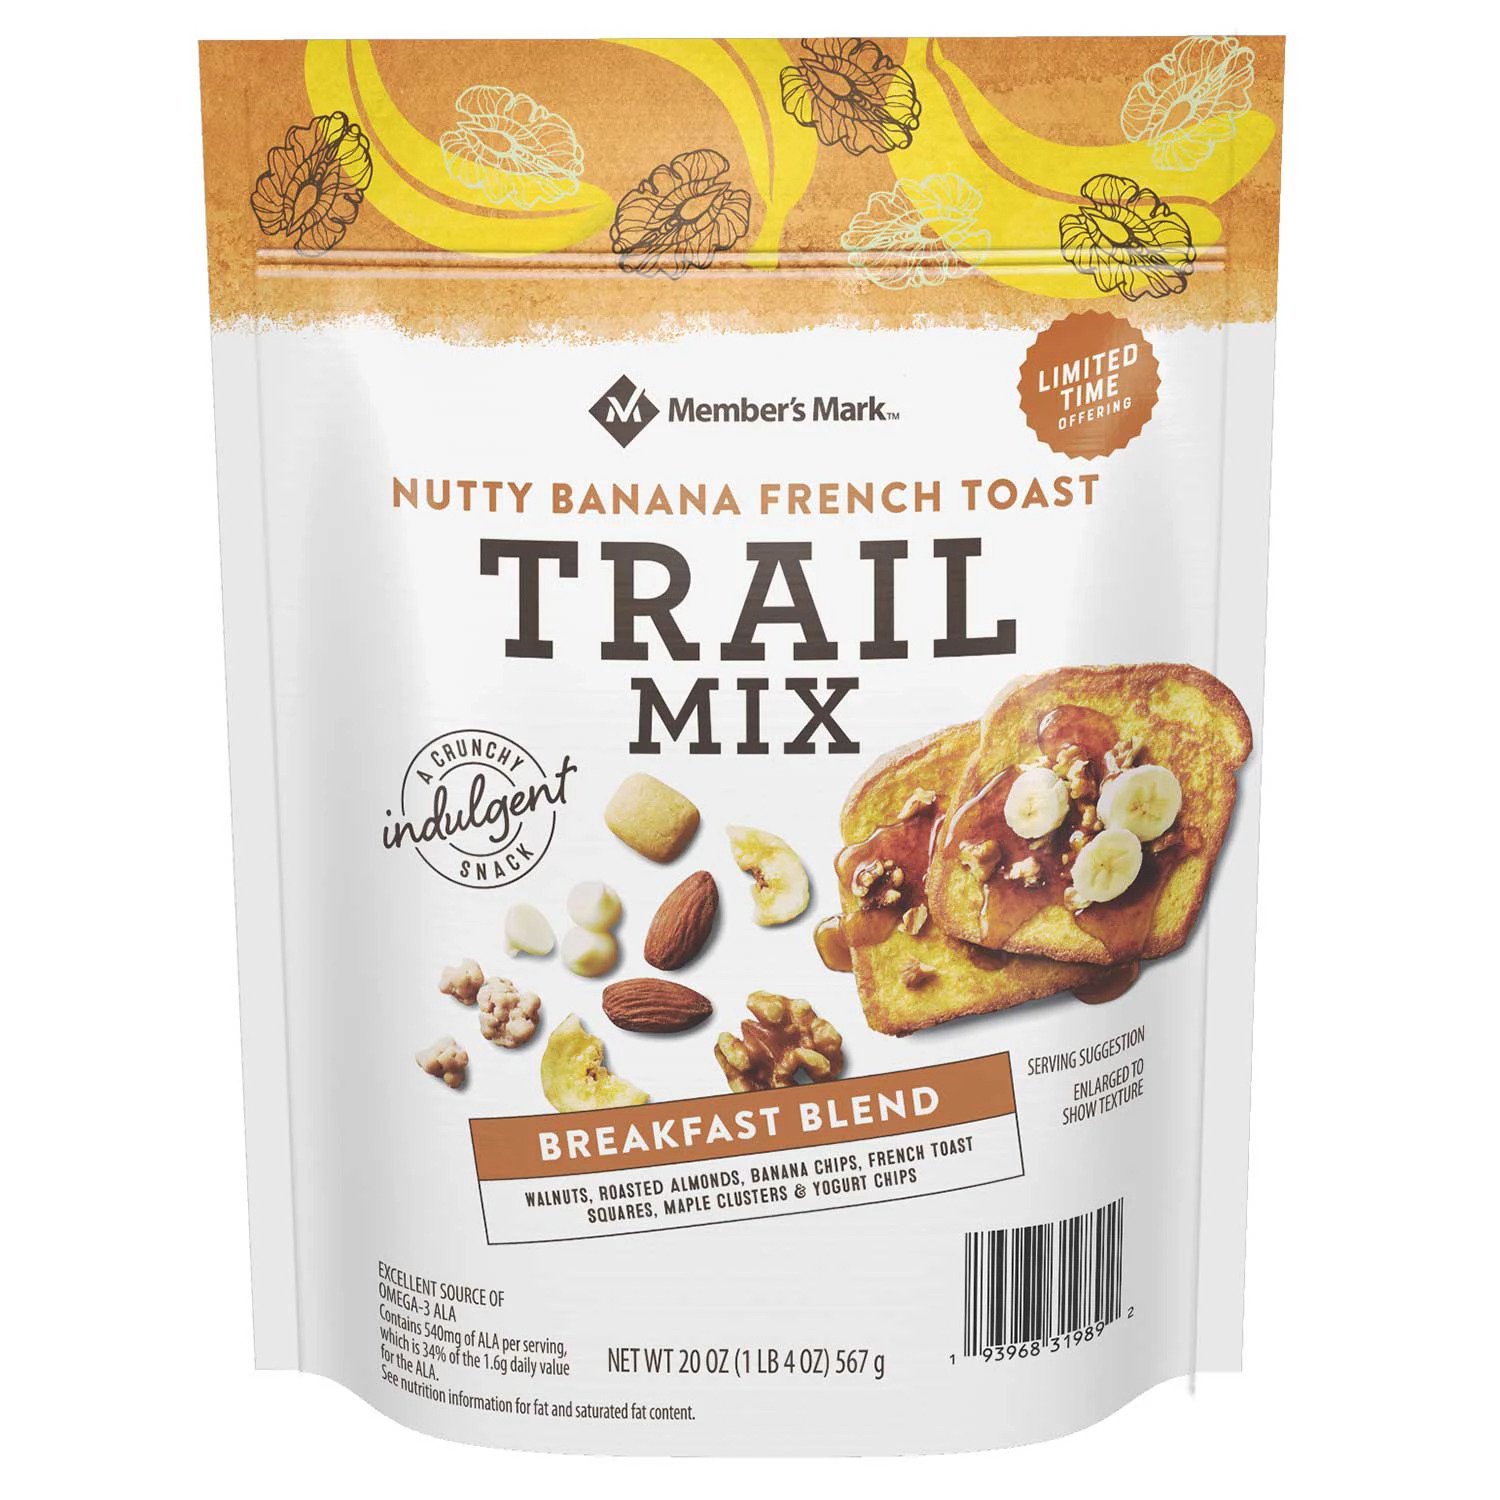 LIMITED
TIME
OFFERING
Member's Mark™
NUTTY BANANA FRENCH TOAST
TRAIL
MIX
A CRUNCHY
indulgent
SNACK
SERVING SUGGESTION
ENLARGED TO
SHOW TEXTURE
BREAKFAST BLEND
WALNUTS, ROASTED ALMONDS, BANANA CHIPS, FRENCH TOAST
SQUARES, MAPLE CLUSTERS & YOGURT CHIPS
EXCELLENT SOURCE OF
OMEGA-3 ALA
Contains 540mg of ALA per serving,
which is 34% of the 1.6g daily value
for the ALA.
See nutrition information for fat and saturated fat content.
NET WT 20 OZ (1 LB 4 OZ) 567 g
1 93968 31989 2